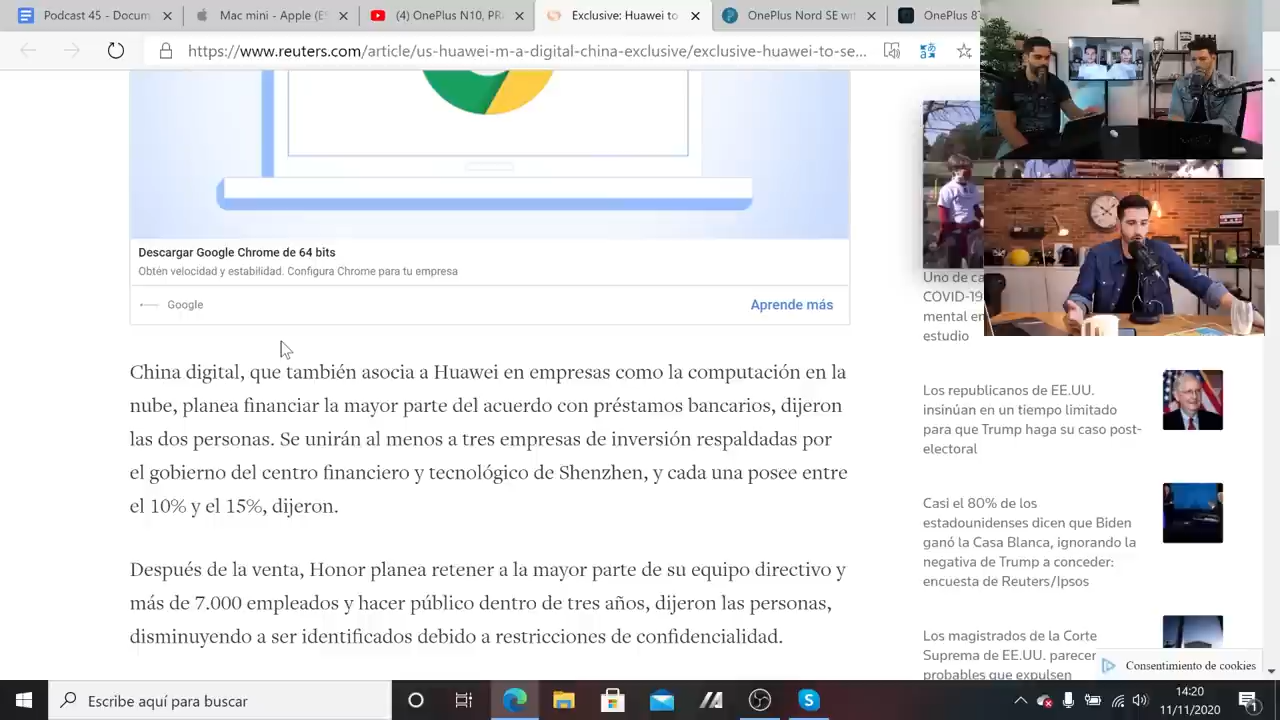 Podcast #45 - Docum
Mac mini - Apple (ES
(4) OnePlus N10, PRA
Exclusive: Huawei to
OnePlus Nord SE wit
OnePlus 8T
https://www.reuters.com/article/us-huawei-m-a-digital-china-exclusive/exclusive-huawei-to-se...
Descargar Google Chrome de 64 bits
Obtén velocidad y estabilidad. Configura Chrome para tu empresa
Google
Aprende más
China digital, que también asocia a Huawei en empresas como la computación en la
nube, planea financiar la mayor parte del acuerdo con préstamos bancarios, dijeron
las dos personas. Se unirán al menos a tres empresas de inversión respaldadas por
el gobierno del centro financiero y tecnológico de Shenzhen, y cada una posee entre
el 10% y el 15%, dijeron.
Después de la venta, Honor planea retener a la mayor parte de su equipo directivo y
más de 7.000 empleados y hacer público dentro de tres años, dijeron las personas,
disminuyendo a ser identificados debido a restricciones de confidencialidad.
Uno de ca
COVID-19
mental en
estudio
Los republicanos de EE.UU.
insinúan en un tiempo limitado
para que Trump haga su caso post-
electoral
Casi el 80% de los
estadounidenses dicen que Biden
ganó la Casa Blanca, ignorando la
negativa de Trump a conceder:
encuesta de Reuters/Ipsos
Los magistrados de la Corte
Suprema de EE.UU. parecen
probables que expulsen
Consentimiento de cookies
Escribe aquí para buscar
14:20
11/11/2020